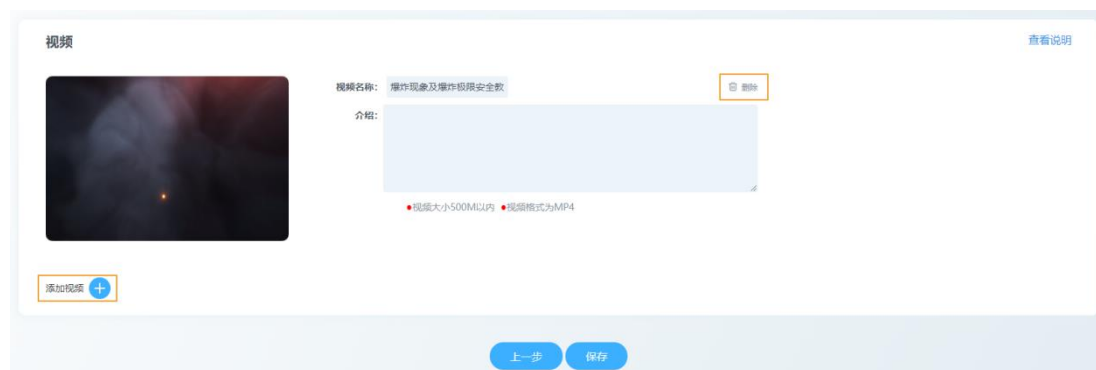 视频
查看说明
视频名称： 爆炸现象及爆炸极限安全教
删除
介绍：
●视频大小500M以内 ●视频格式为MP4
添加视频
上一步 保存